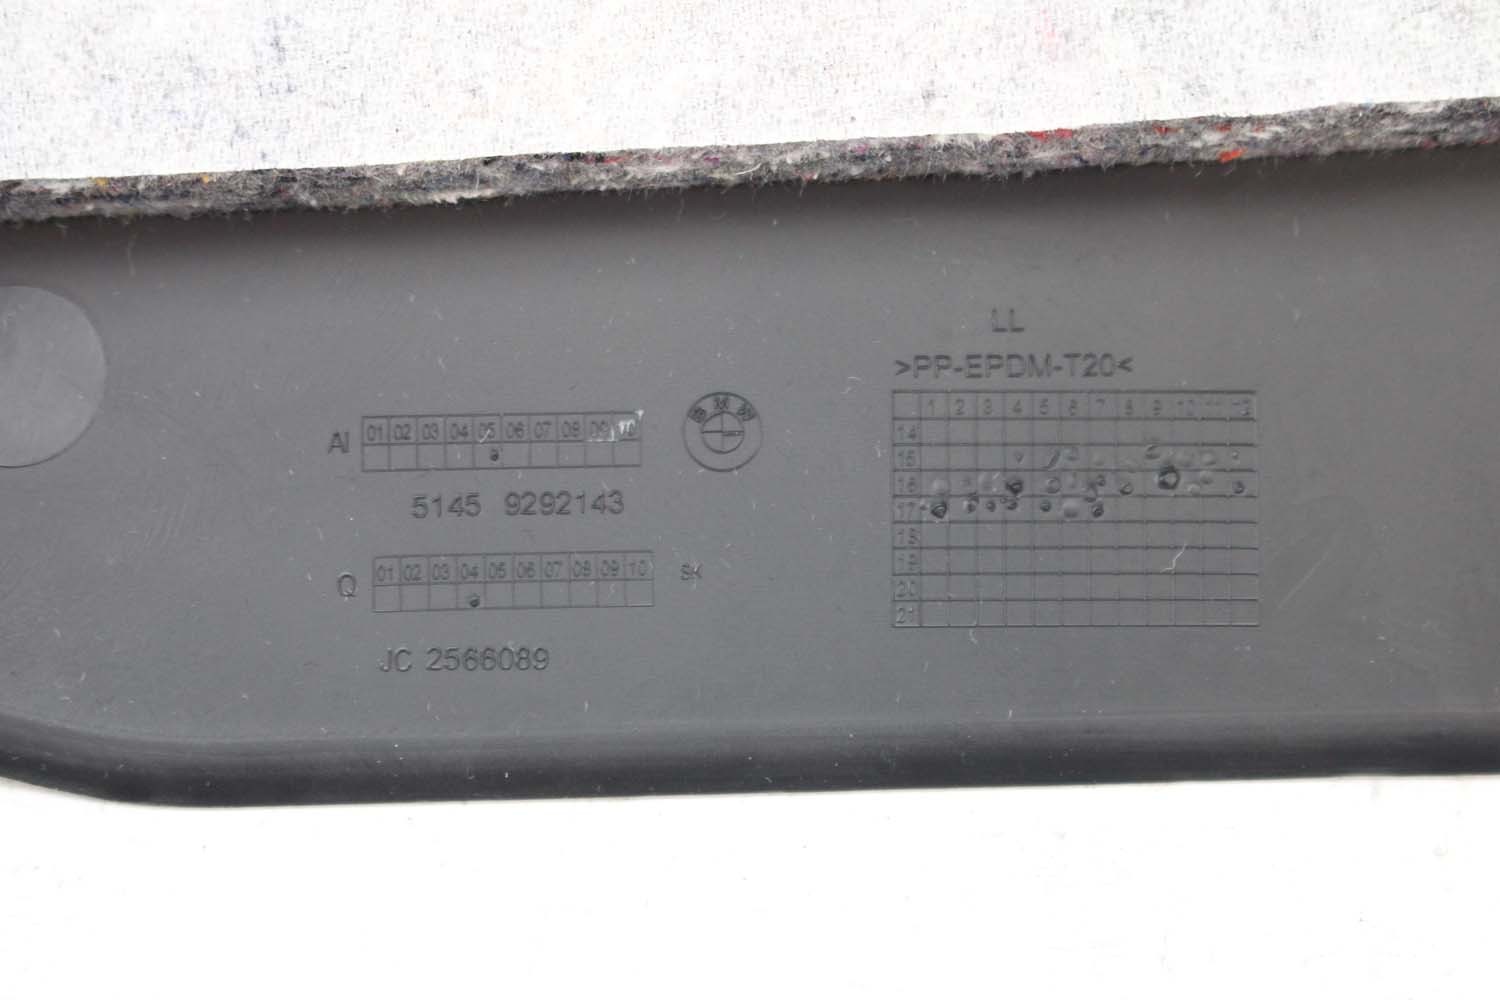 AI 01 02 03 04 05 06 07 08 09 10
5145 9292143
Q 01 02 03 04 05 06 07 08 09 10 SK
JC 2566089
BMW
LL
>PP-EPDM-T20<
1 2 3 4 5 6 7 8 9 10 11 12
14
15
16
17
18
19
20
21